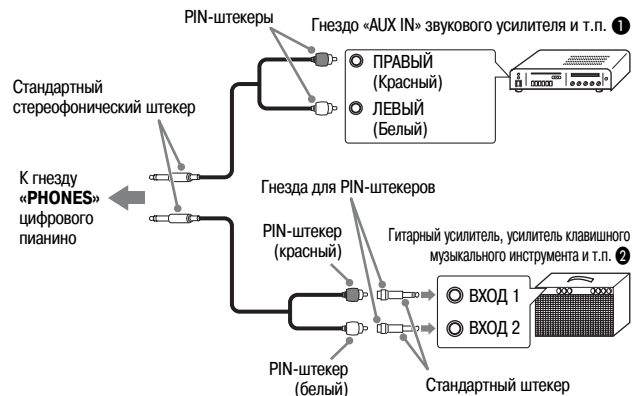 PIN-штекеры
Гнездо «AUX IN» звукового усилителя и т.п. ❶
ПРАВЫЙ
(Красный)
ЛЕВЫЙ
(Белый)
Стандартный
стереофонический штекер
К гнезду
«PHONES»
цифрового
пианино
Гнезда для PIN-штекеров
PIN-штекер
(красный)
Гитарный усилитель, усилитель клавишного
музыкального инструмента и т.п. ❷
ВХОД 1
ВХОД 2
PIN-штекер
(белый)
Стандартный штекер